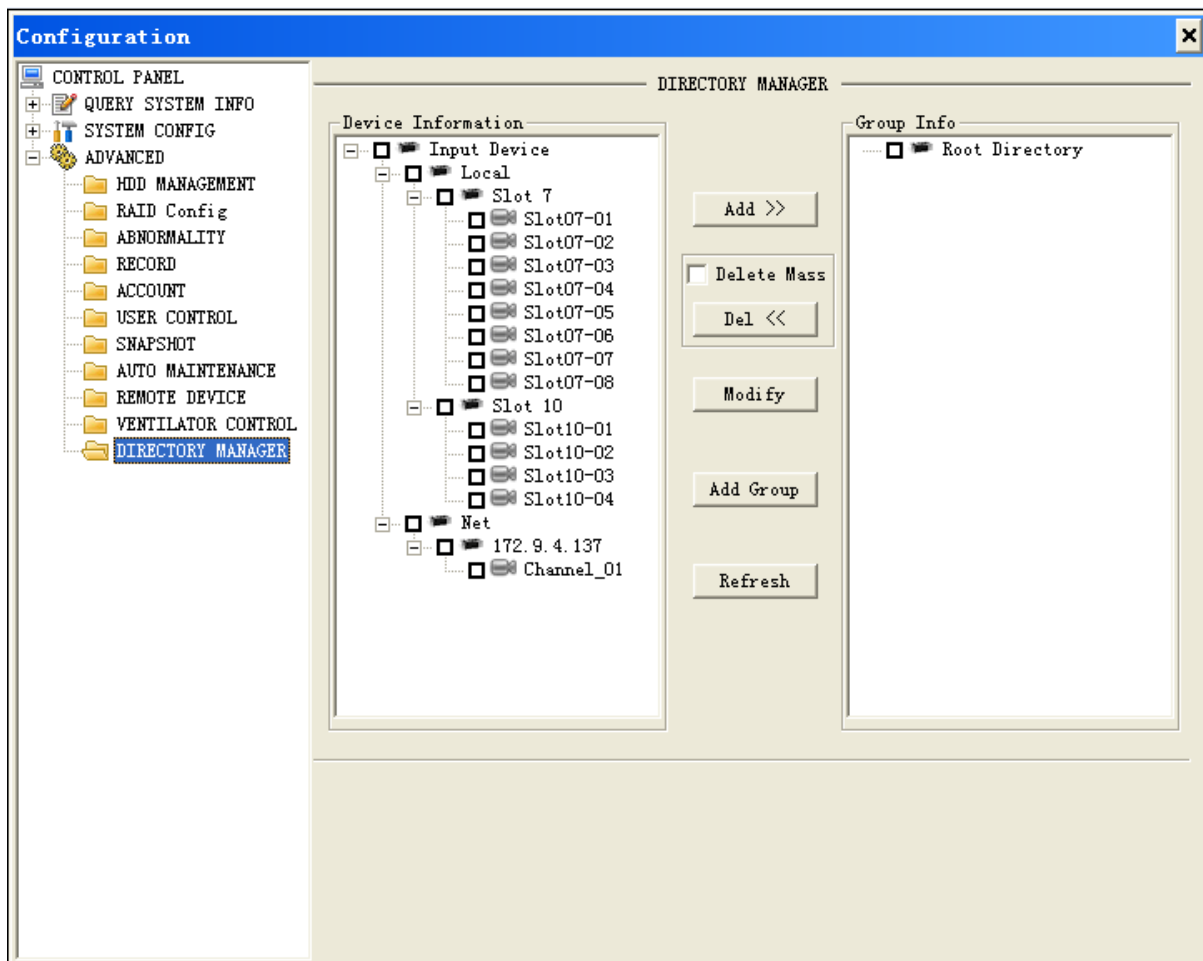 Configuration
CONTROL PANEL
QUERY SYSTEM INFO
SYSTEM CONFIG
ADVANCED
HDD MANAGEMENT
RAID Config
ABNORMALITY
RECORD
ACCOUNT
USER CONTROL
SNAPSHOT
AUTO MAINTENANCE
REMOTE DEVICE
VENTILATOR CONTROL
DIRECTORY MANAGER
DIRECTORY MANAGER
Device Information
Input Device
Local
Slot 7
Slot07-01
Slot07-02
Slot07-03
Slot07-04
Slot07-05
Slot07-06
Slot07-07
Slot07-08
Slot 10
Slot10-01
Slot10-02
Slot10-03
Slot10-04
Net
172.9.4.137
Channel_01
Add >>
Delete Mass
Del <<
Modify
Add Group
Refresh
Group Info
Root Directory